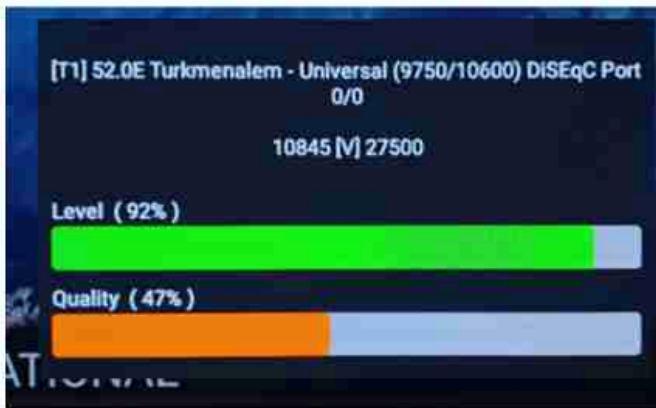 [T1] 52.0E Turkmenalem - Universal (9750/10600) DiSEqC Port
0/0
10845 [V] 27500
Level ( 92% )
Quality ( 47% )